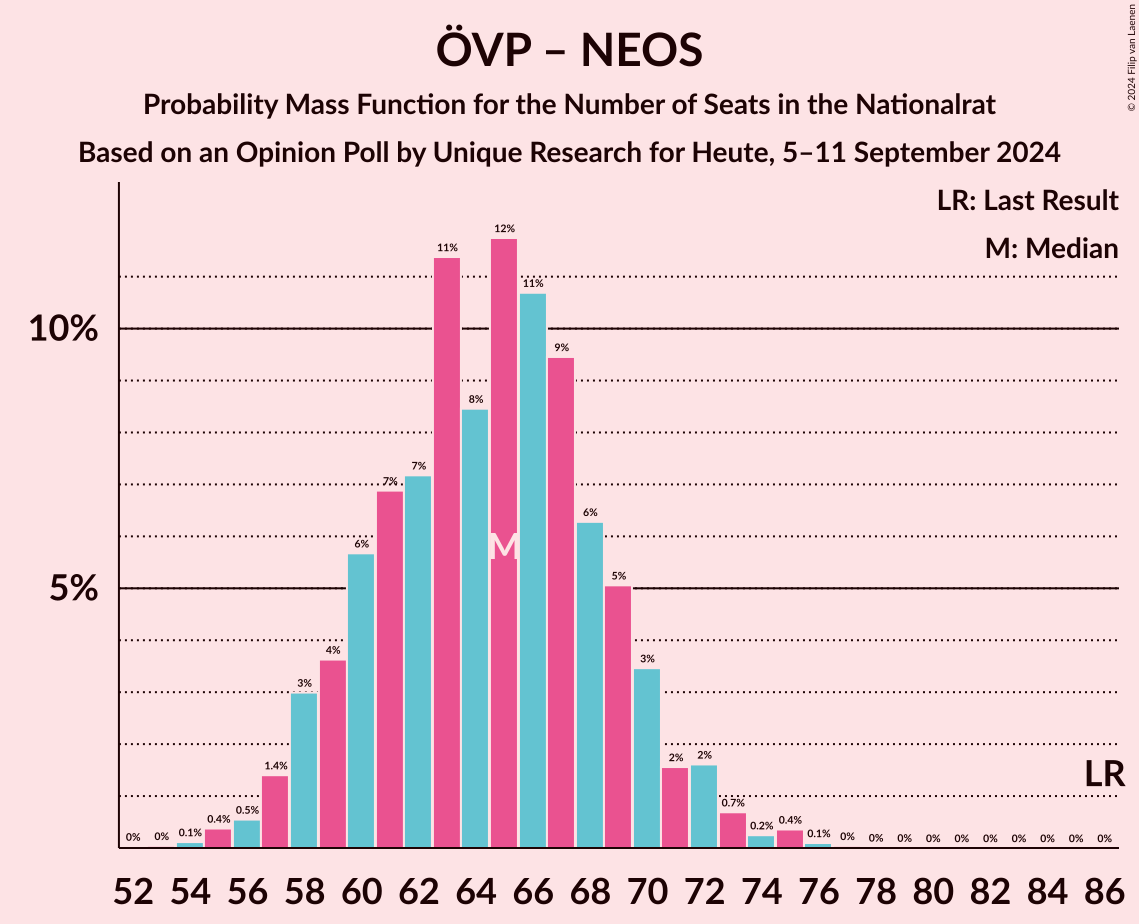 ÖVP – NEOS
Probability Mass Function for the Number of Seats in the Nationalrat
Based on an Opinion Poll by Unique Research for Heute, 5–11 September 2024
© 2024 Filip van Laenen
LR: Last Result
M: Median
10%
5%
0% 0% 0.1% 0.4% 0.5% 1.4% 3% 4% 6% 7% 7% 11% 8% 12% 11% 9% 6% 5% 3% 2% 2% 0.7% 0.2% 0.4% 0.1% 0% 0% 0% 0% 0% 0% 0% 0% 0% 0%
M
LR
52 54 56 58 60 62 64 66 68 70 72 74 76 78 80 82 84 86